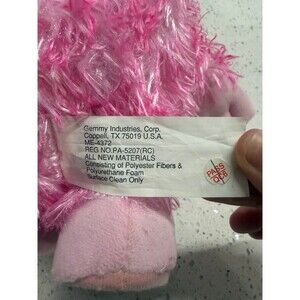 Gemmy Industries, Corp.
Coppell, TX 75019 U.S.A.
ME-4372
REG NO.PA-5207(RC)
ALL NEW MATERIALS
Consisting of Polyester Fibers &
Polyurethane Foam
Surface Clean Only
PASS